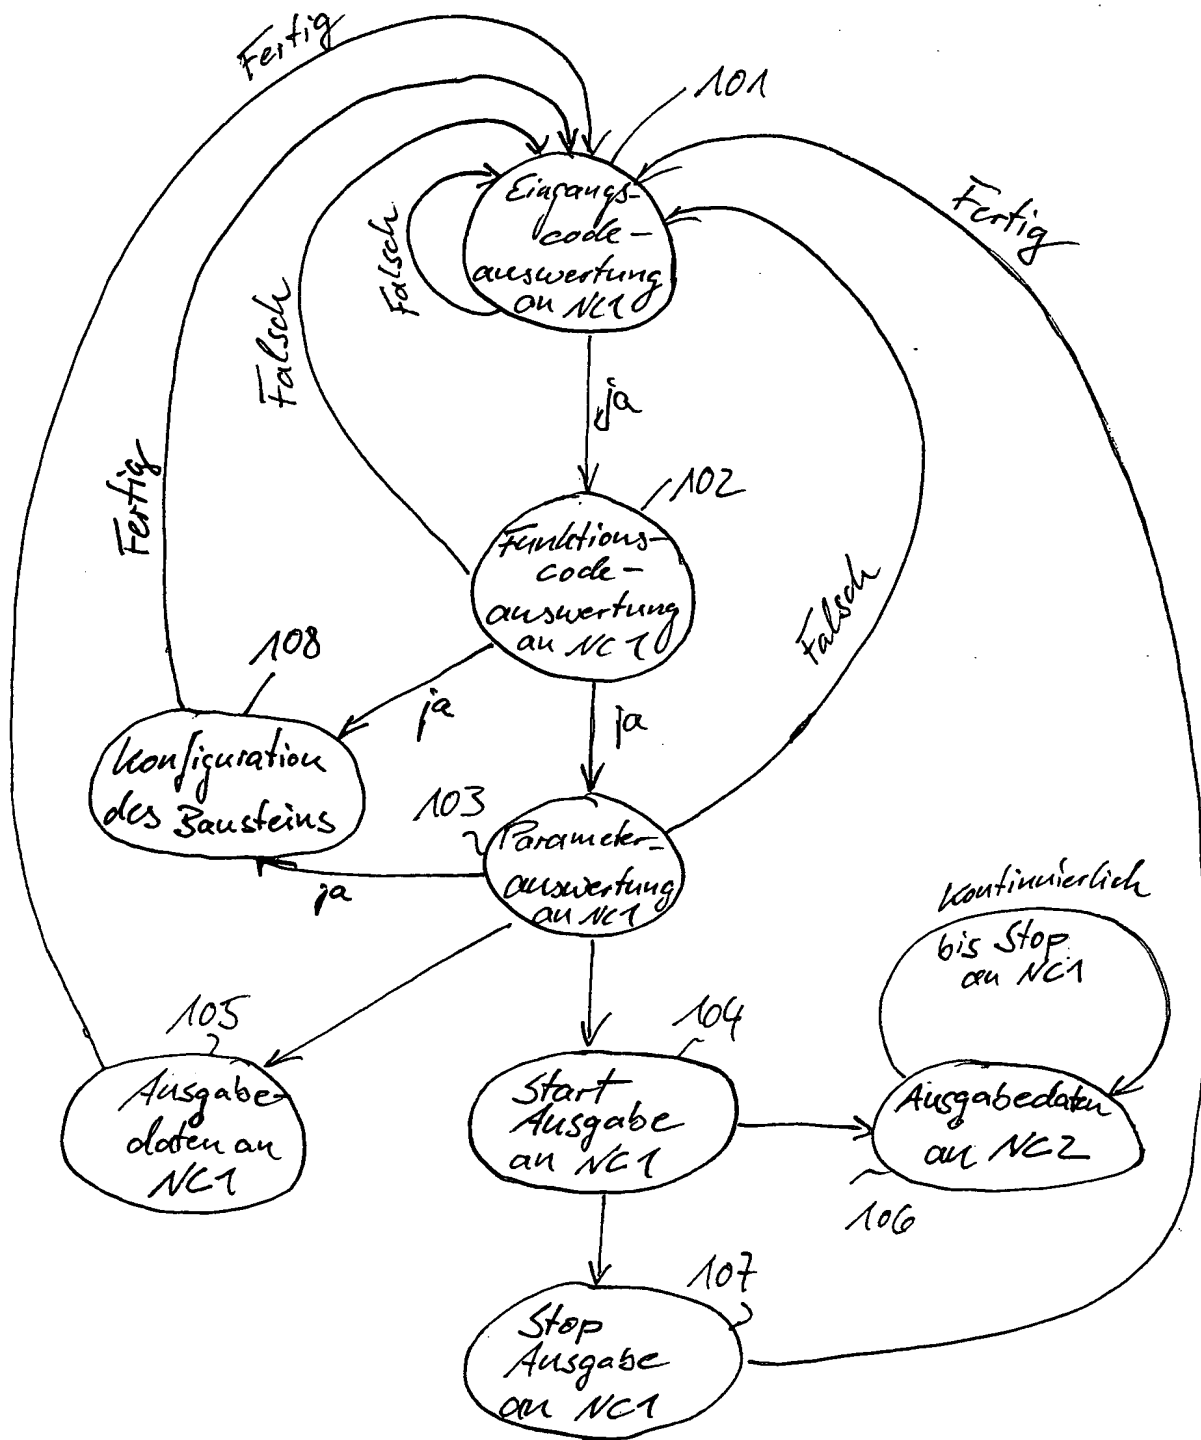 Fertig
101
Eingangs-
code-
auswertung
an NC1
Fertig
Falsch
Falsch
ja
Fertig
102
Funktions-
code-
auswertung
an NC1
Falsch
108
ja
ja
Konfiguration
des Bausteins
103
Parameter-
auswertung
an NC1
ja
kontinuierlich
bis Stop
an NC1
105
104
Ausgabe-
daten an
NC1
Start
Ausgabe
an NC1
Ausgabedaten
an NC2
106
107
Stop
Ausgabe
an NC1